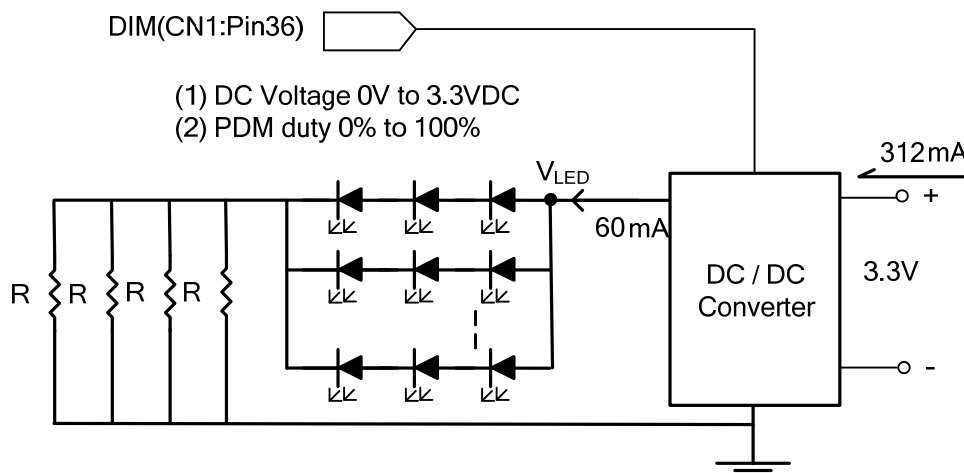 DIM(CN1:Pin36)
(1) DC Voltage 0V to 3.3VDC
(2) PDM duty 0% to 100%
312mA
VLED
60mA
+
DC / DC
Converter
3.3V
R R R R
-